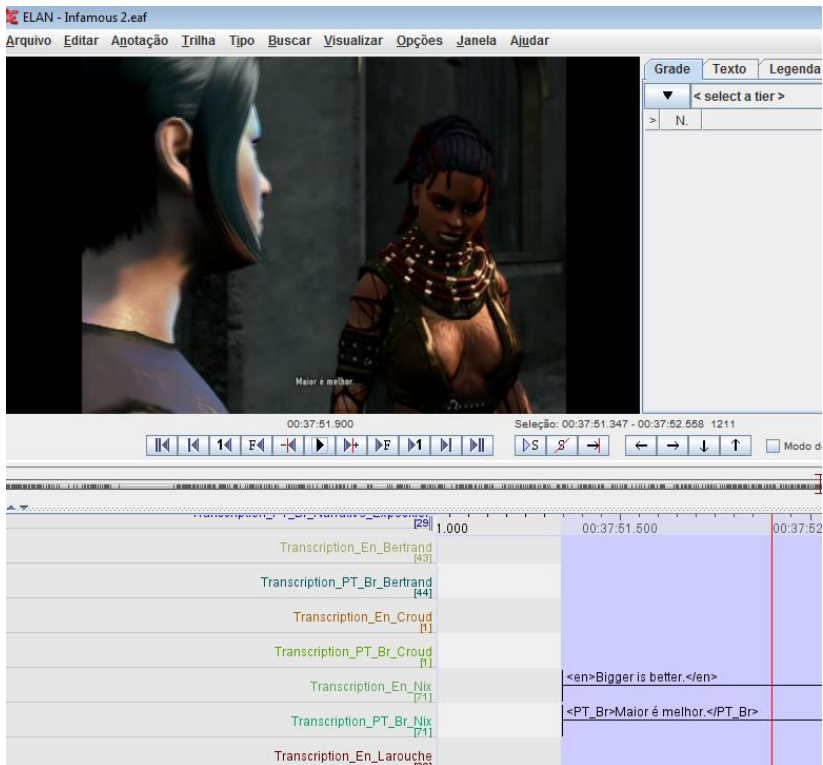 ELAN - Infamous 2.eaf
Arquivo Editar Anotação Trilha Tipo Buscar Visualizar Opções Janela Ajudar
Grade Texto Legenda
< select a tier >
> N.
Maior é melhor.
00:37:51.900
Seleção: 00:37:51.347 - 00:37:52.558 1211
1 F F 1 S S
Modo d
[29]
1.000 00:37:51.500 00:37:52
Transcription_En_Bertrand
[43]
Transcription_PT_Br_Bertrand
[44]
Transcription_En_Croud
[1]
Transcription_PT_Br_Croud
[1]
Transcription_En_Nix
[71]
<en>Bigger is better.</en>
Transcription_PT_Br_Nix
[71]
<PT_Br>Maior é melhor.</PT_Br>
Transcription_En_Larouche